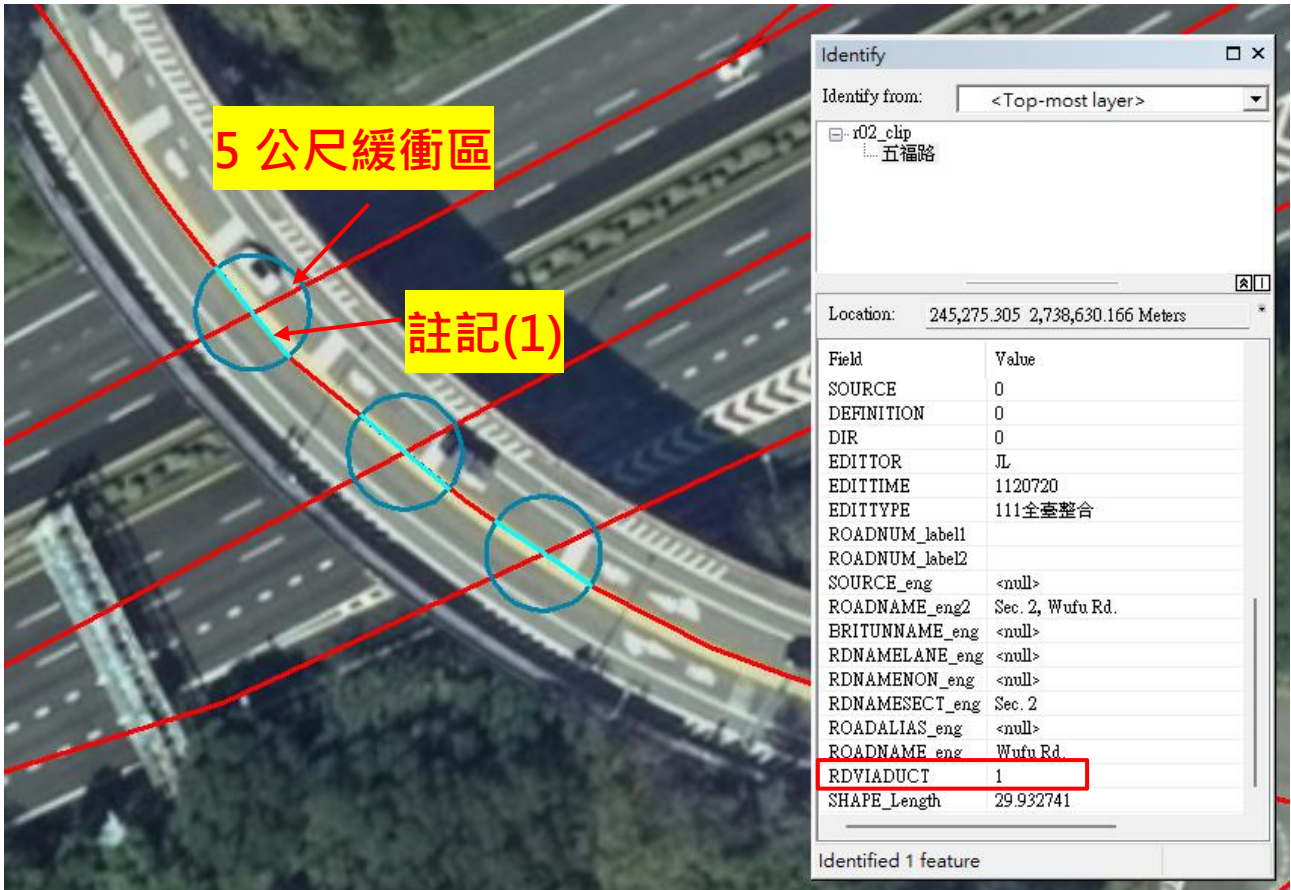 5 公尺緩衝區
註記(1)
Identify
Identify from:
<Top-most layer>
r02_clip
五福路
Location:
245,275.305 2,738,630.166 Meters
Field Value
SOURCE 0
DEFINITION 0
DIR 0
EDITTOR JL
EDITTIME 1120720
EDITTYPE 111全臺整合
ROADNUM_label1
ROADNUM_label2
SOURCE_eng <null>
ROADNAME_eng2 Sec. 2, Wufu Rd.
BRITUNNAME_eng <null>
RDNAMELANE_eng <null>
RDNAMENON_eng <null>
RDNAMESECT_eng Sec. 2
ROADALIAS_eng <null>
ROADNAME_eng Wufu Rd.
RDVIADUCT 1
SHAPE_Length 29.932741
Identified 1 feature